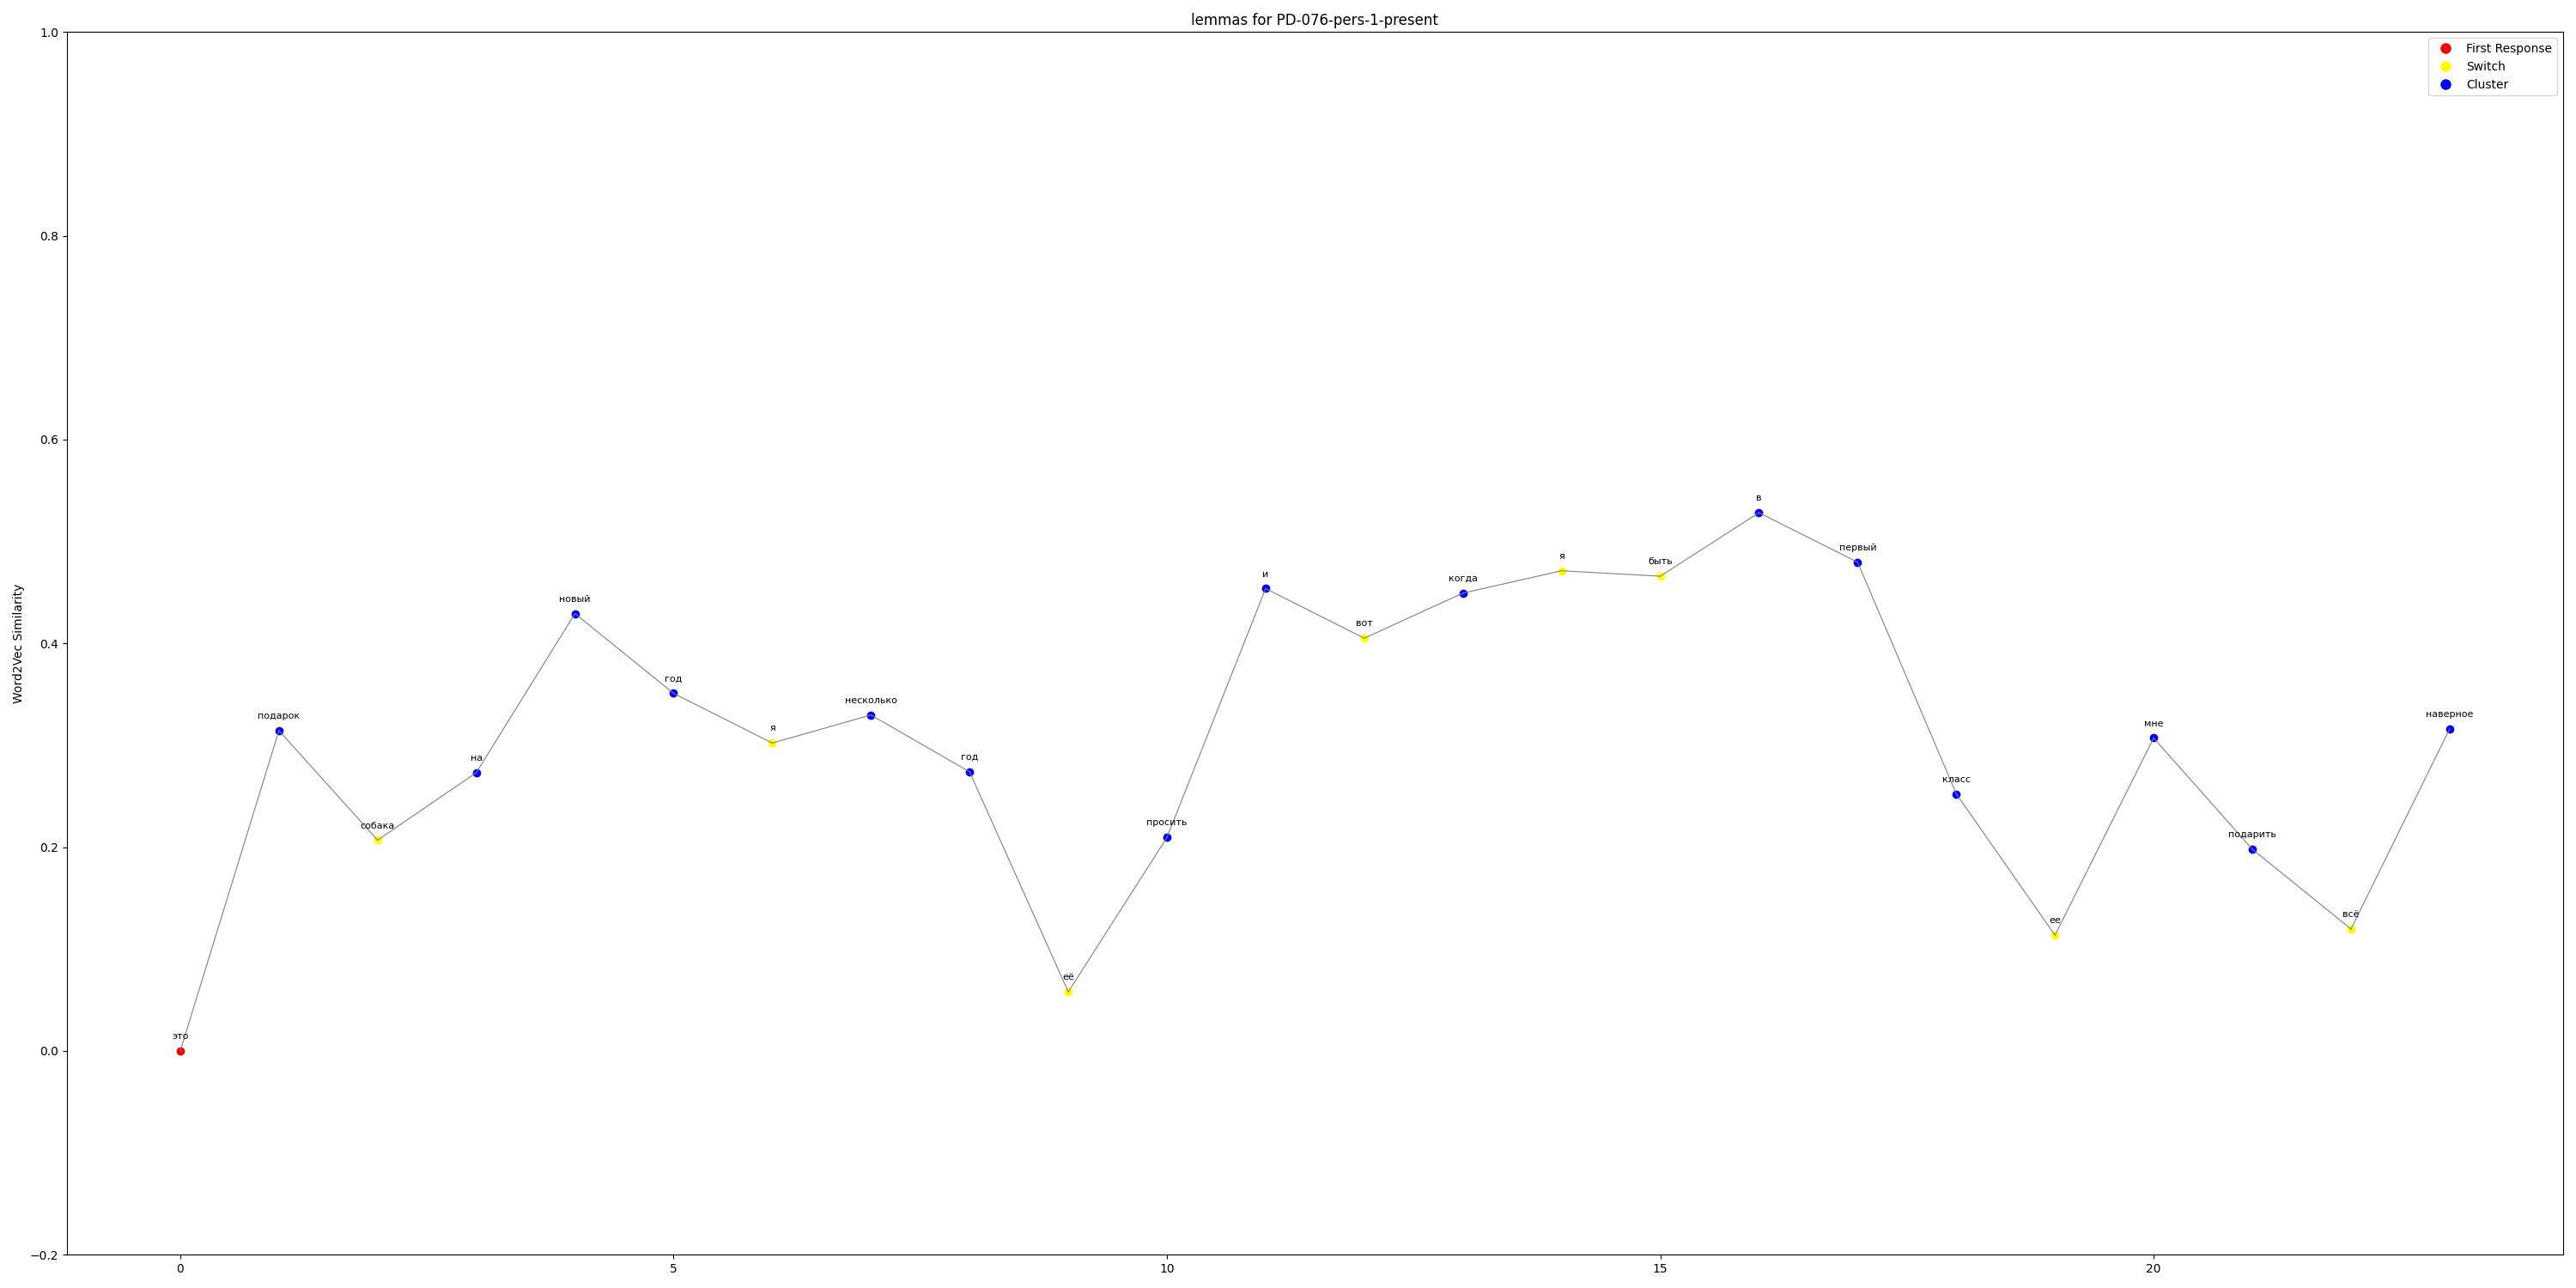 lemmas for PD-076-pers-1-present
First Response
Switch
Cluster
Word2Vec Similarity
1.0
0.8
0.6
0.4
0.2
0.0
−0.2
это
подарок
собака
на
новый
год
я
несколько
год
её
просить
и
вот
когда
я
быть
в
первый
класс
ее
мне
подарить
всё
наверное
0 5 10 15 20